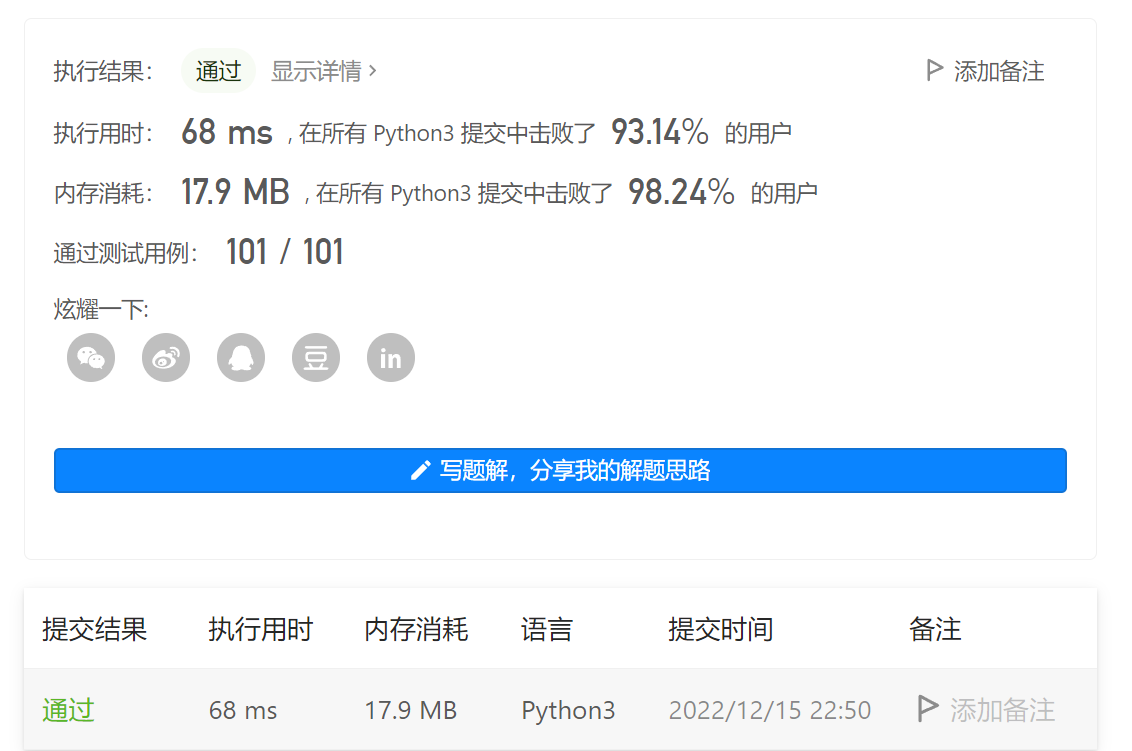 执行结果： 通过 显示详情 › 添加备注
执行用时： 68 ms , 在所有 Python3 提交中击败了 93.14% 的用户
内存消耗： 17.9 MB , 在所有 Python3 提交中击败了 98.24% 的用户
通过测试用例： 101 / 101
炫耀一下:
豆 in
写题解，分享我的解题思路
提交结果 执行用时 内存消耗 语言 提交时间 备注
通过 68 ms 17.9 MB Python3 2022/12/15 22:50 添加备注